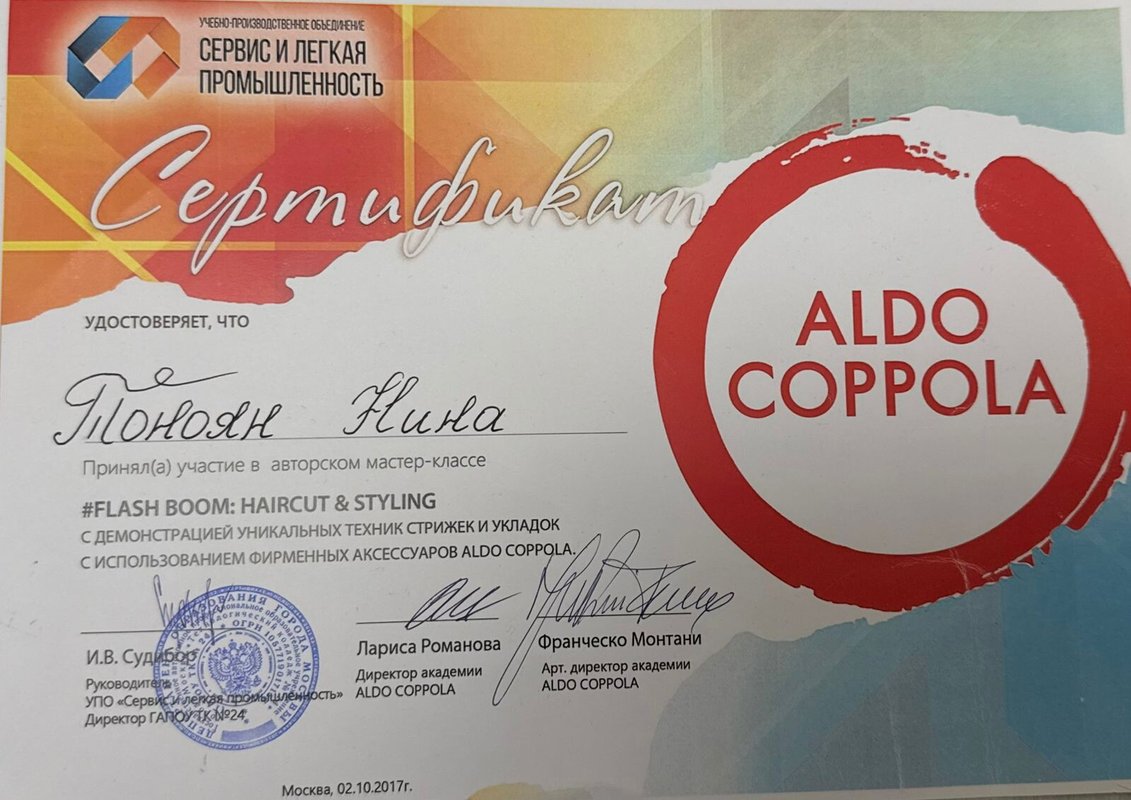 УЧЕБНО-ПРОИЗВОДСТВЕННОЕ ОБЪЕДИНЕНИЕ
СЕРВИС И ЛЕГКАЯ
ПРОМЫШЛЕННОСТЬ
Сертификат
ALDO
COPPOLA
УДОСТОВЕРЯЕТ, ЧТО
Тоноян Нина
Принял(а) участие в авторском мастер-классе
#FLASH BOOM: HAIRCUT & STYLING
С ДЕМОНСТРАЦИЕЙ УНИКАЛЬНЫХ ТЕХНИК СТРИЖЕК И УКЛАДОК
С ИСПОЛЬЗОВАНИЕМ ФИРМЕННЫХ АКСЕССУАРОВ ALDO COPPOLA.
И.В. Судибор
Руководитель
УПО «Сервис и легкая промышленность»
Директор ГАПОУ ТК №24
Лариса Романова
Директор академии
ALDO COPPOLA
Франческо Монтани
Арт. директор академии
ALDO COPPOLA
Москва, 02.10.2017г.